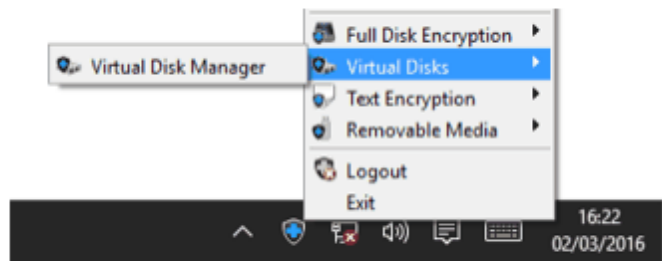 Full Disk Encryption
Virtual Disk Manager
Virtual Disks
Text Encryption
Removable Media
Logout
Exit
16:22
02/03/2016